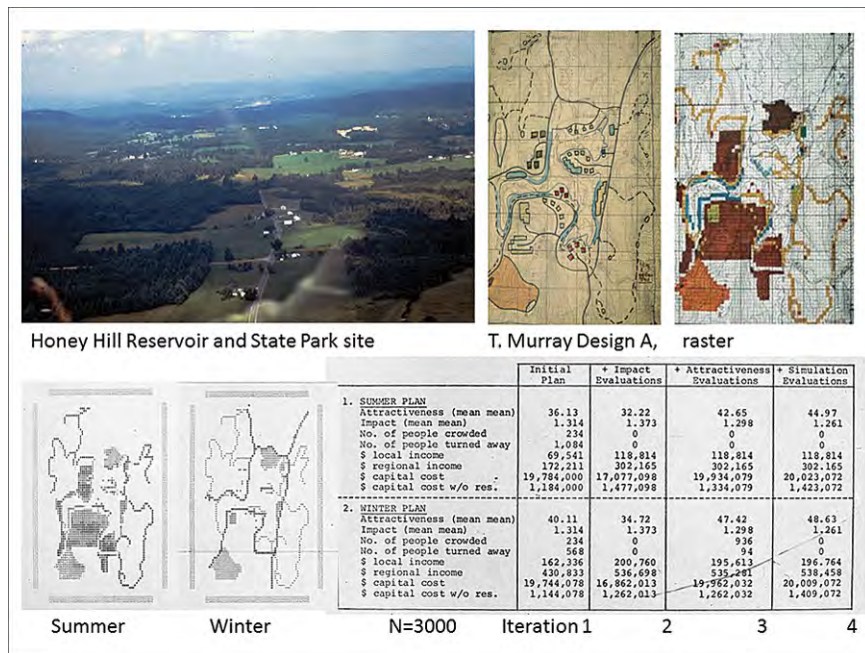 Honey Hill Reservoir and State Park site
T. Murray Design A, raster
Initial Plan + Impact Evaluations + Attractiveness Evaluations + Simulation Evaluations
1. SUMMER PLAN
Attractiveness (mean mean) 36.13 32.22 42.65 44.97
Impact (mean mean) 1.314 1.373 1.298 1.261
No. of people crowded 234 0 0 0
No. of people turned away 1,084 0 0 0
$ local income 69,541 118,814 118,814 118,814
$ regional income 172,211 302,165 302,165 302.165
$ capital cost 19,784,000 17,077,098 19,934,079 20,023,072
$ capital cost w/o res. 1,184,000 1,477,098 1,334,079 1,423,072
2. WINTER PLAN
Attractiveness (mean mean) 40.11 34.72 47.42 48.63
Impact (mean mean) 1.314 1.373 1.298 1.261
No. of people crowded 234 0 936 0
No. of people turned away 568 0 94 0
$ local income 162,336 200,760 195,613 196.764
$ regional income 430,833 536,698 535,281 538,458
$ capital cost 19,744,078 16,862,013 19,962,032 20,009,072
$ capital cost w/o res. 1,144,078 1,262,013 1,262,032 1,409,072
Summer Winter N=3000 Iteration 1 2 3 4